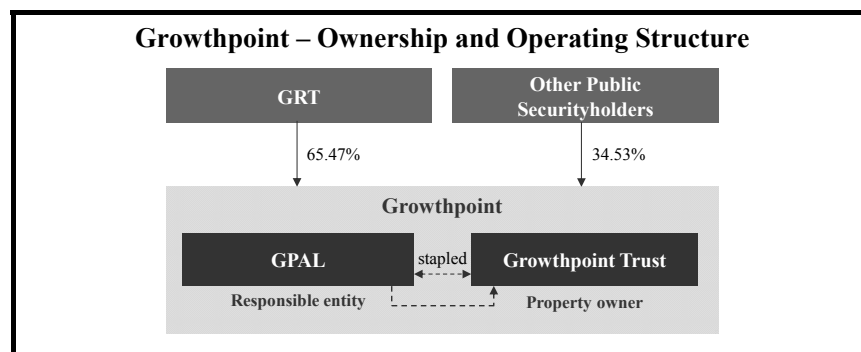 Growthpoint – Ownership and Operating Structure
GRT
Other Public
Securityholders
65.47%
34.53%
Growthpoint
GPAL
stapled
Growthpoint Trust
Responsible entity
Property owner